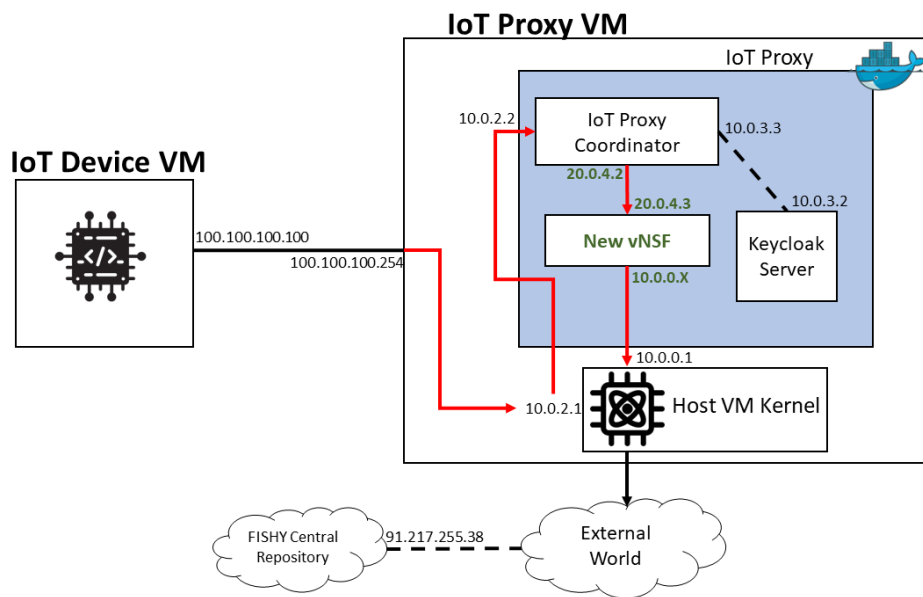 IoT Proxy VM
IoT Proxy
10.0.2.2
IoT Proxy
Coordinator
10.0.3.3
IoT Device VM
20.0.4.2
20.0.4.3
10.0.3.2
100.100.100.100
100.100.100.254
New vNSF
Keycloak
Server
10.0.0.X
10.0.0.1
10.0.2.1
Host VM Kernel
FISHY Central
Repository
91.217.255.38
External
World